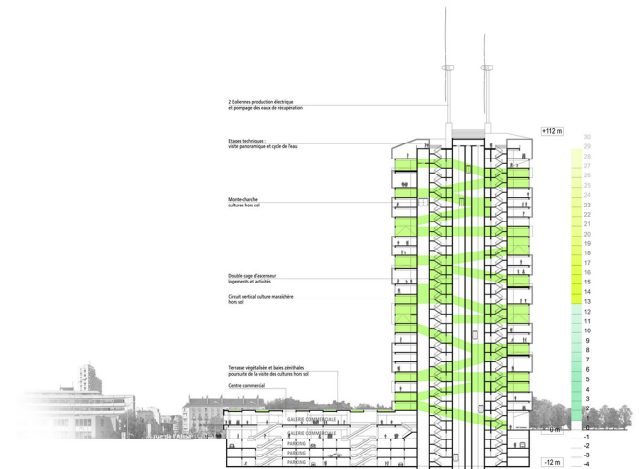 2 Eoliennes production électrique
et pompage des eaux de récupération
+112 m
Etages techniques :
visite panoramique et cycle de l'eau
Monte-charche
cultures hors sol
Double cage d'ascenseur
logements et activités
Circuit vertical culture maraîchère
hors sol
Terrasse végétalisée et baies zénithales
poursuite de la visite des cultures hors sol
Centre commercial
GALERIE COMMERCIALE
GALERIE COMMERCIALE
PARKING
PARKING
PARKING
0 m
-12 m
30
29
28
27
26
25
24
23
22
21
20
19
18
17
16
15
14
13
12
11
10
9
8
7
6
5
4
3
2
1
-1
-2
-3
-4